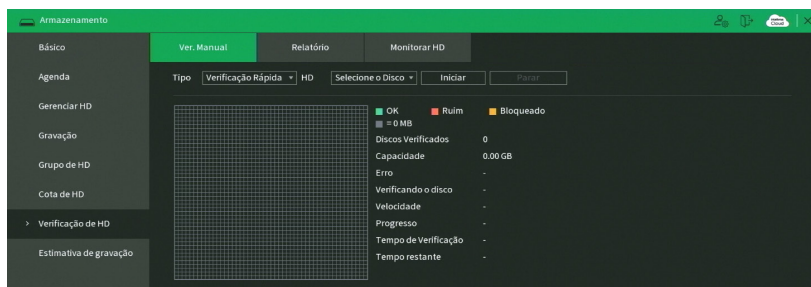 Armazenamento
Cloud
Básico
Ver. Manual
Relatório
Monitorar HD
Agenda
Tipo Verificação Rápida HD Selecione o Disco Iniciar Parar
Gerenciar HD
OK Ruim Bloqueado
= 0 MB
Gravação
Discos Verificados 0
Capacidade 0.00 GB
Grupo de HD
Erro -
Cota de HD
Verificando o disco -
Velocidade -
> Verificação de HD
Progresso -
Tempo de Verificação -
Estimativa de gravação
Tempo restante -